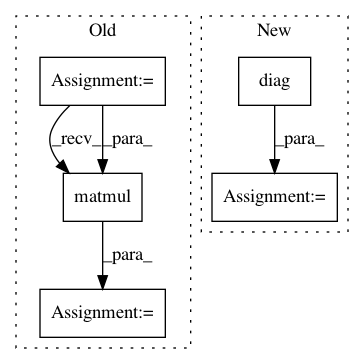 Old
New
Assignment:=
diag
_recv_
_para_
_para_
matmul
Assignment:=
_para_
Assignment:=